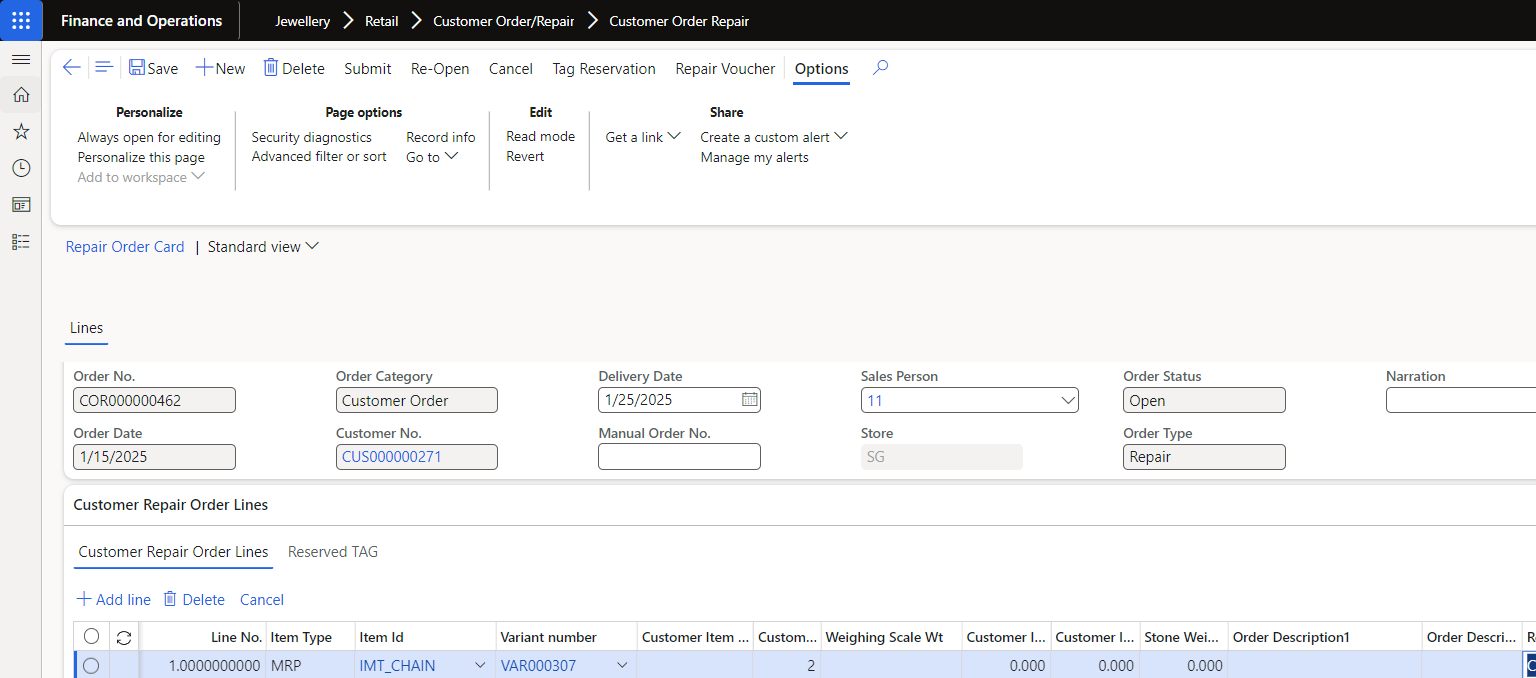 Finance and Operations
Jewellery Retail Customer Order/Repair Customer Order Repair
Save New Delete Submit Re-Open Cancel Tag Reservation Repair Voucher Options
Personalize Page options Edit Share
Always open for editing Security diagnostics Record info Read mode Get a link Create a custom alert
Personalize this page Advanced filter or sort Go to Revert Manage my alerts
Add to workspace
Repair Order Card | Standard view
Lines
Order No. Order Category Delivery Date Sales Person Order Status Narration
COR000000462 Customer Order 1/25/2025 11 Open
Order Date Customer No. Manual Order No. Store Order Type
1/15/2025 CUS000000271 SG Repair
Customer Repair Order Lines
Customer Repair Order Lines Reserved TAG
Add line Delete Cancel
Line No. Item Type Item Id Variant number Customer Item ... Custom... Weighing Scale Wt Customer I... Customer I... Stone Wei... Order Description1 Order Descri...
1.0000000000 MRP IMT_CHAIN VAR000307 2 0.000 0.000 0.000